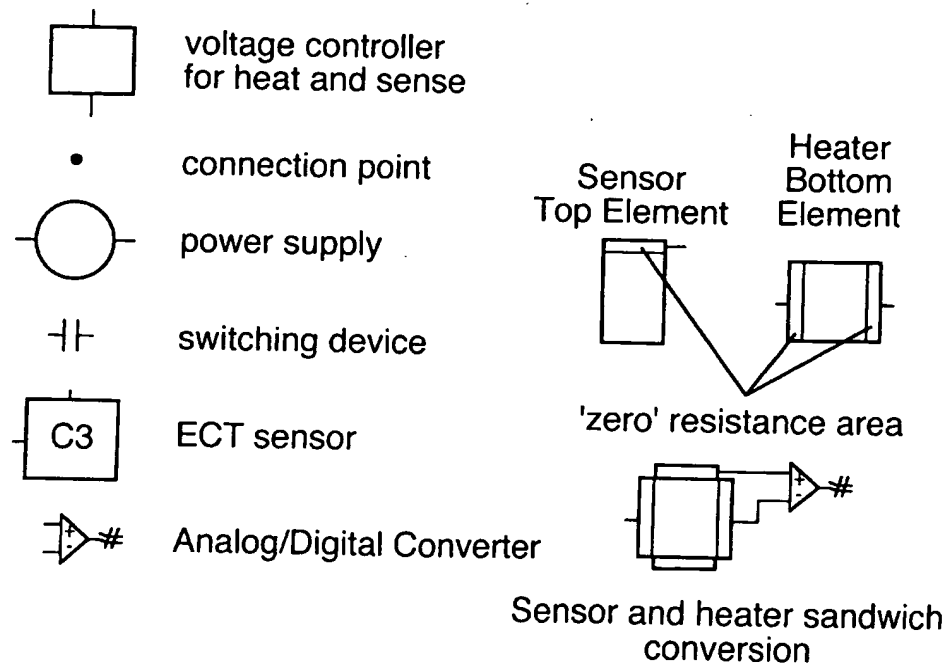 voltage controller
for heat and sense
connection point
power supply
switching device
C3
ECT sensor
+
-
#
Analog/Digital Converter
Sensor
Top Element
Heater
Bottom
Element
'zero' resistance area
+
-
#
Sensor and heater sandwich
conversion